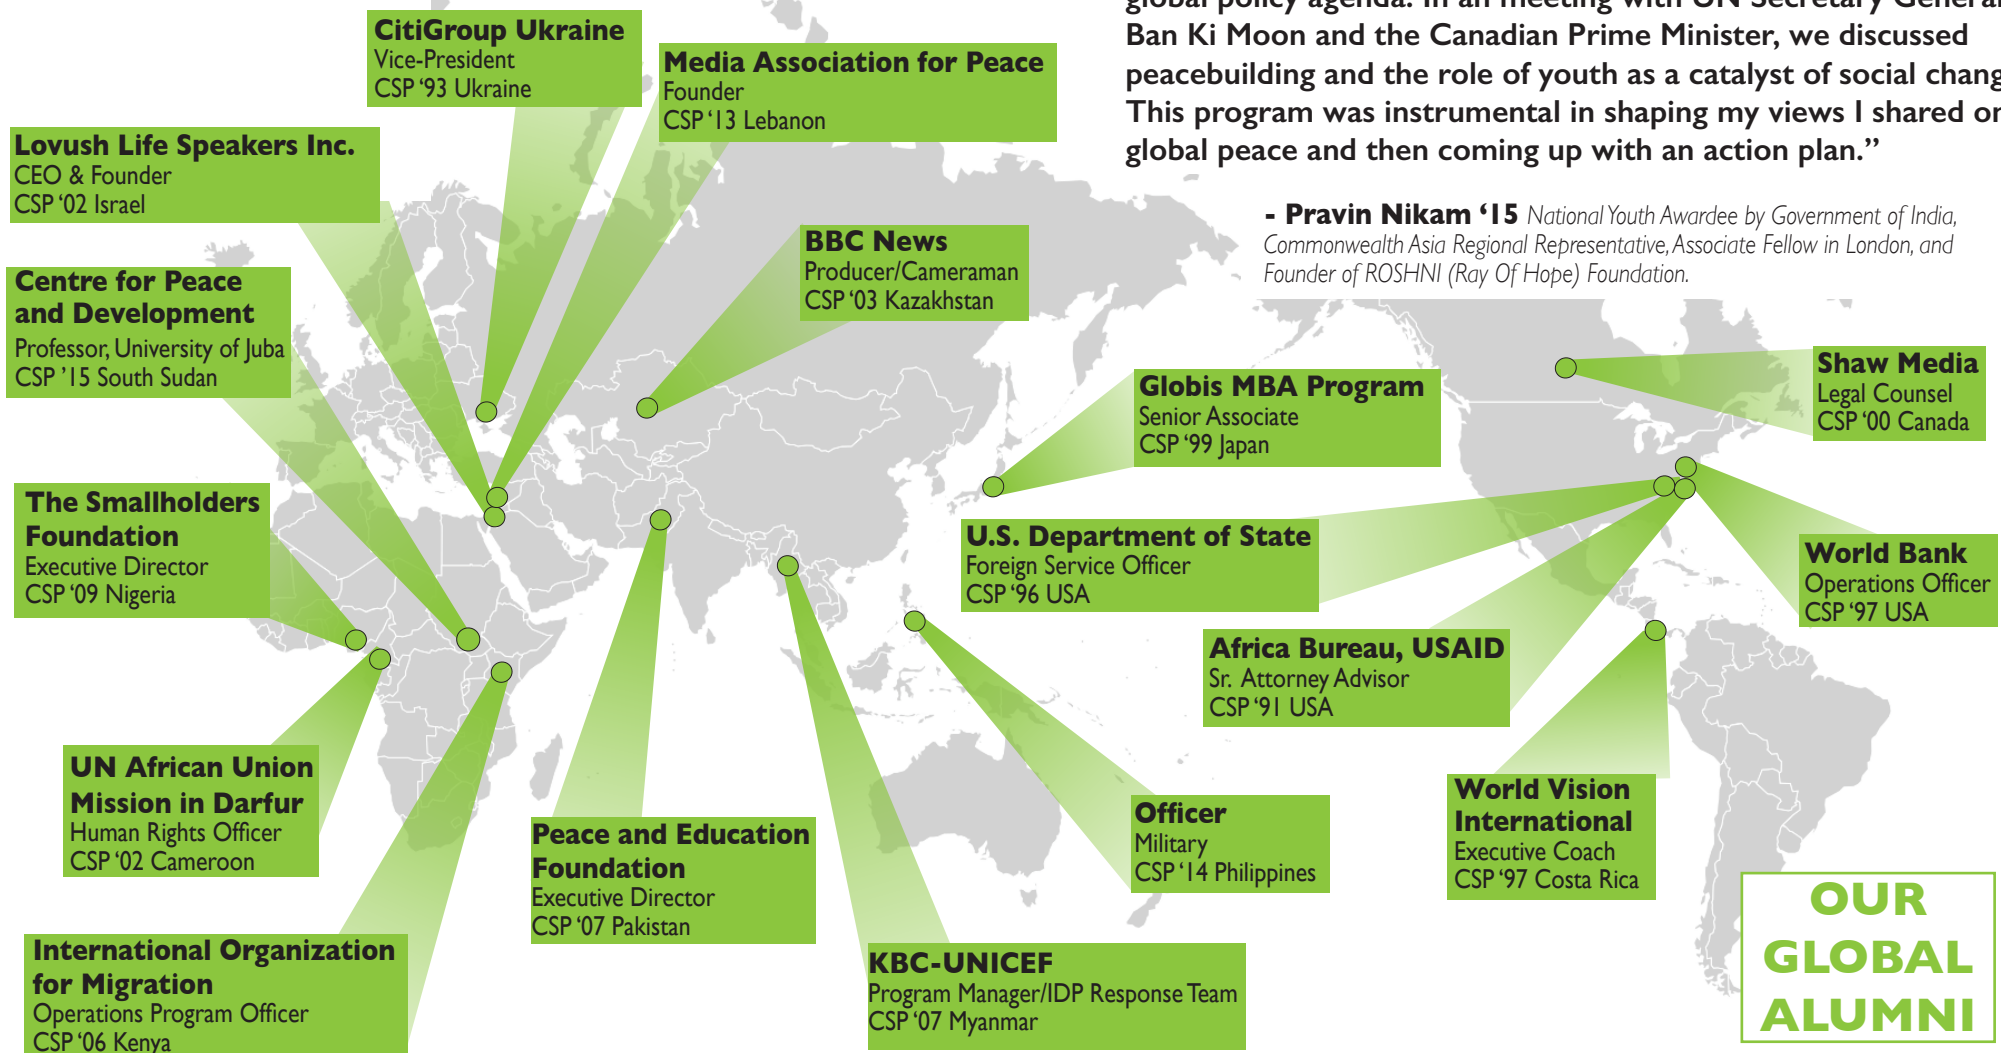 global policy agenda. In an meeting with UN Secretary General
Ban Ki Moon and the Canadian Prime Minister, we discussed
peacebuilding and the role of youth as a catalyst of social chang
This program was instrumental in shaping my views I shared on
global peace and then coming up with an action plan.”
- Pravin Nikam ‘15 National Youth Awardee by Government of India,
Commonwealth Asia Regional Representative, Associate Fellow in London, and
Founder of ROSHNI (Ray Of Hope) Foundation.
CitiGroup Ukraine
Vice-President
CSP ‘93 Ukraine
Media Association for Peace
Founder
CSP ‘13 Lebanon
Lovush Life Speakers Inc.
CEO & Founder
CSP ‘02 Israel
BBC News
Producer/Cameraman
CSP ‘03 Kazakhstan
Centre for Peace
and Development
Professor, University of Juba
CSP ’15 South Sudan
Shaw Media
Legal Counsel
CSP ‘00 Canada
Globis MBA Program
Senior Associate
CSP ‘99 Japan
The Smallholders
Foundation
Executive Director
CSP ‘09 Nigeria
U.S. Department of State
Foreign Service Officer
CSP ‘96 USA
World Bank
Operations Officer
CSP ‘97 USA
Africa Bureau, USAID
Sr. Attorney Advisor
CSP ‘91 USA
UN African Union
Mission in Darfur
Human Rights Officer
CSP ‘02 Cameroon
Peace and Education
Foundation
Executive Director
CSP ‘07 Pakistan
Officer
Military
CSP ‘14 Philippines
World Vision
International
Executive Coach
CSP ‘97 Costa Rica
International Organization
for Migration
Operations Program Officer
CSP ‘06 Kenya
KBC-UNICEF
Program Manager/IDP Response Team
CSP ‘07 Myanmar
OUR
GLOBAL
ALUMNI